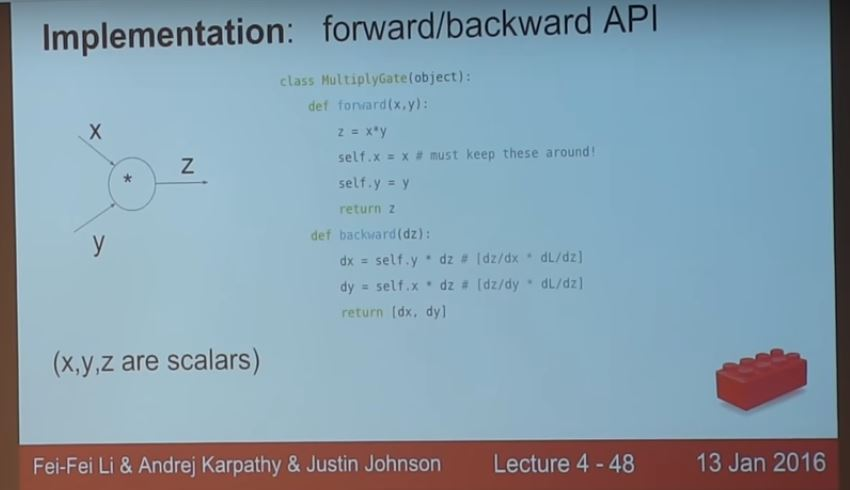 Implementation: forward/backward API
class MultiplyGate(object):
def forward(x,y):
z = x*y
self.x = x # must keep these around!
self.y = y
return z
def backward(dz):
dx = self.y * dz # [dz/dx * dL/dz]
dy = self.x * dz # [dz/dy * dL/dz]
return [dx, dy]
x
*
z
y
(x,y,z are scalars)
Fei-Fei Li & Andrej Karpathy & Justin Johnson
Lecture 4 - 48
13 Jan 2016